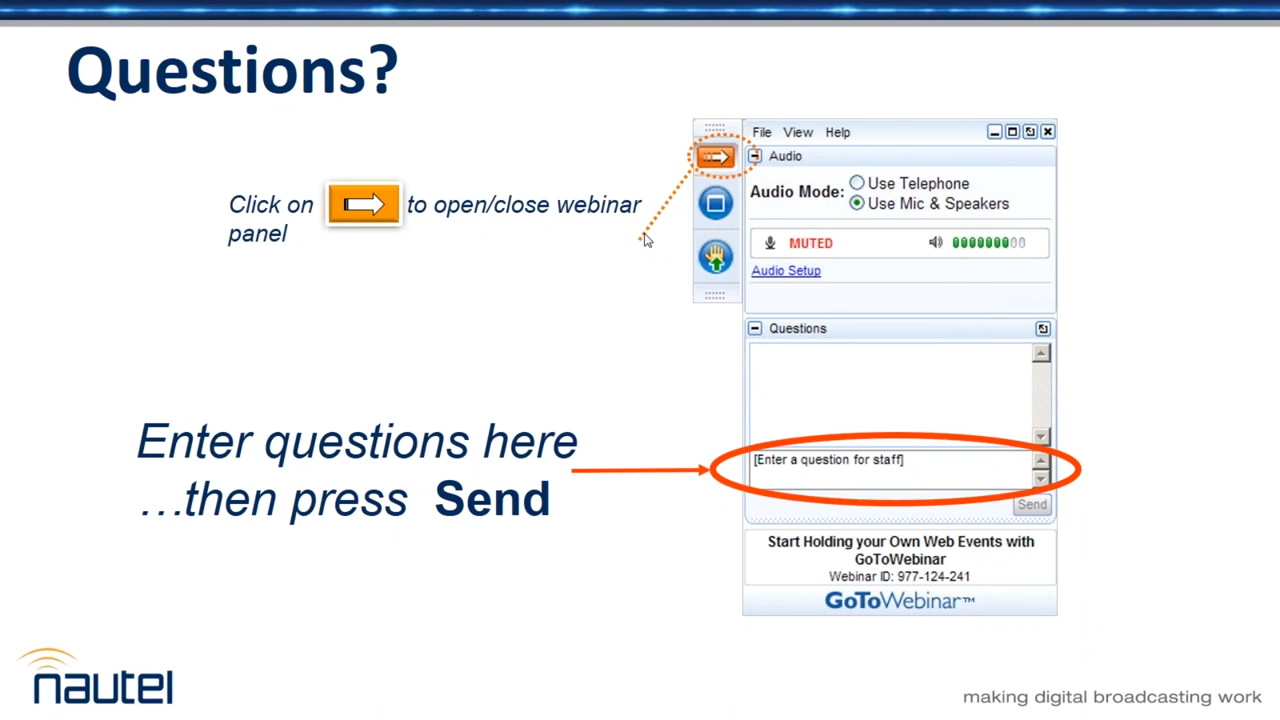 Questions?
Click on to open/close webinar
panel
Enter questions here
...then press Send
File View Help
Audio
Audio Mode: Use Telephone
Use Mic & Speakers
MUTED
Audio Setup
Questions
[Enter a question for staff]
Send
Start Holding your Own Web Events with
GoToWebinar
Webinar ID: 977-124-241
GoToWebinar™
nautel
making digital broadcasting work